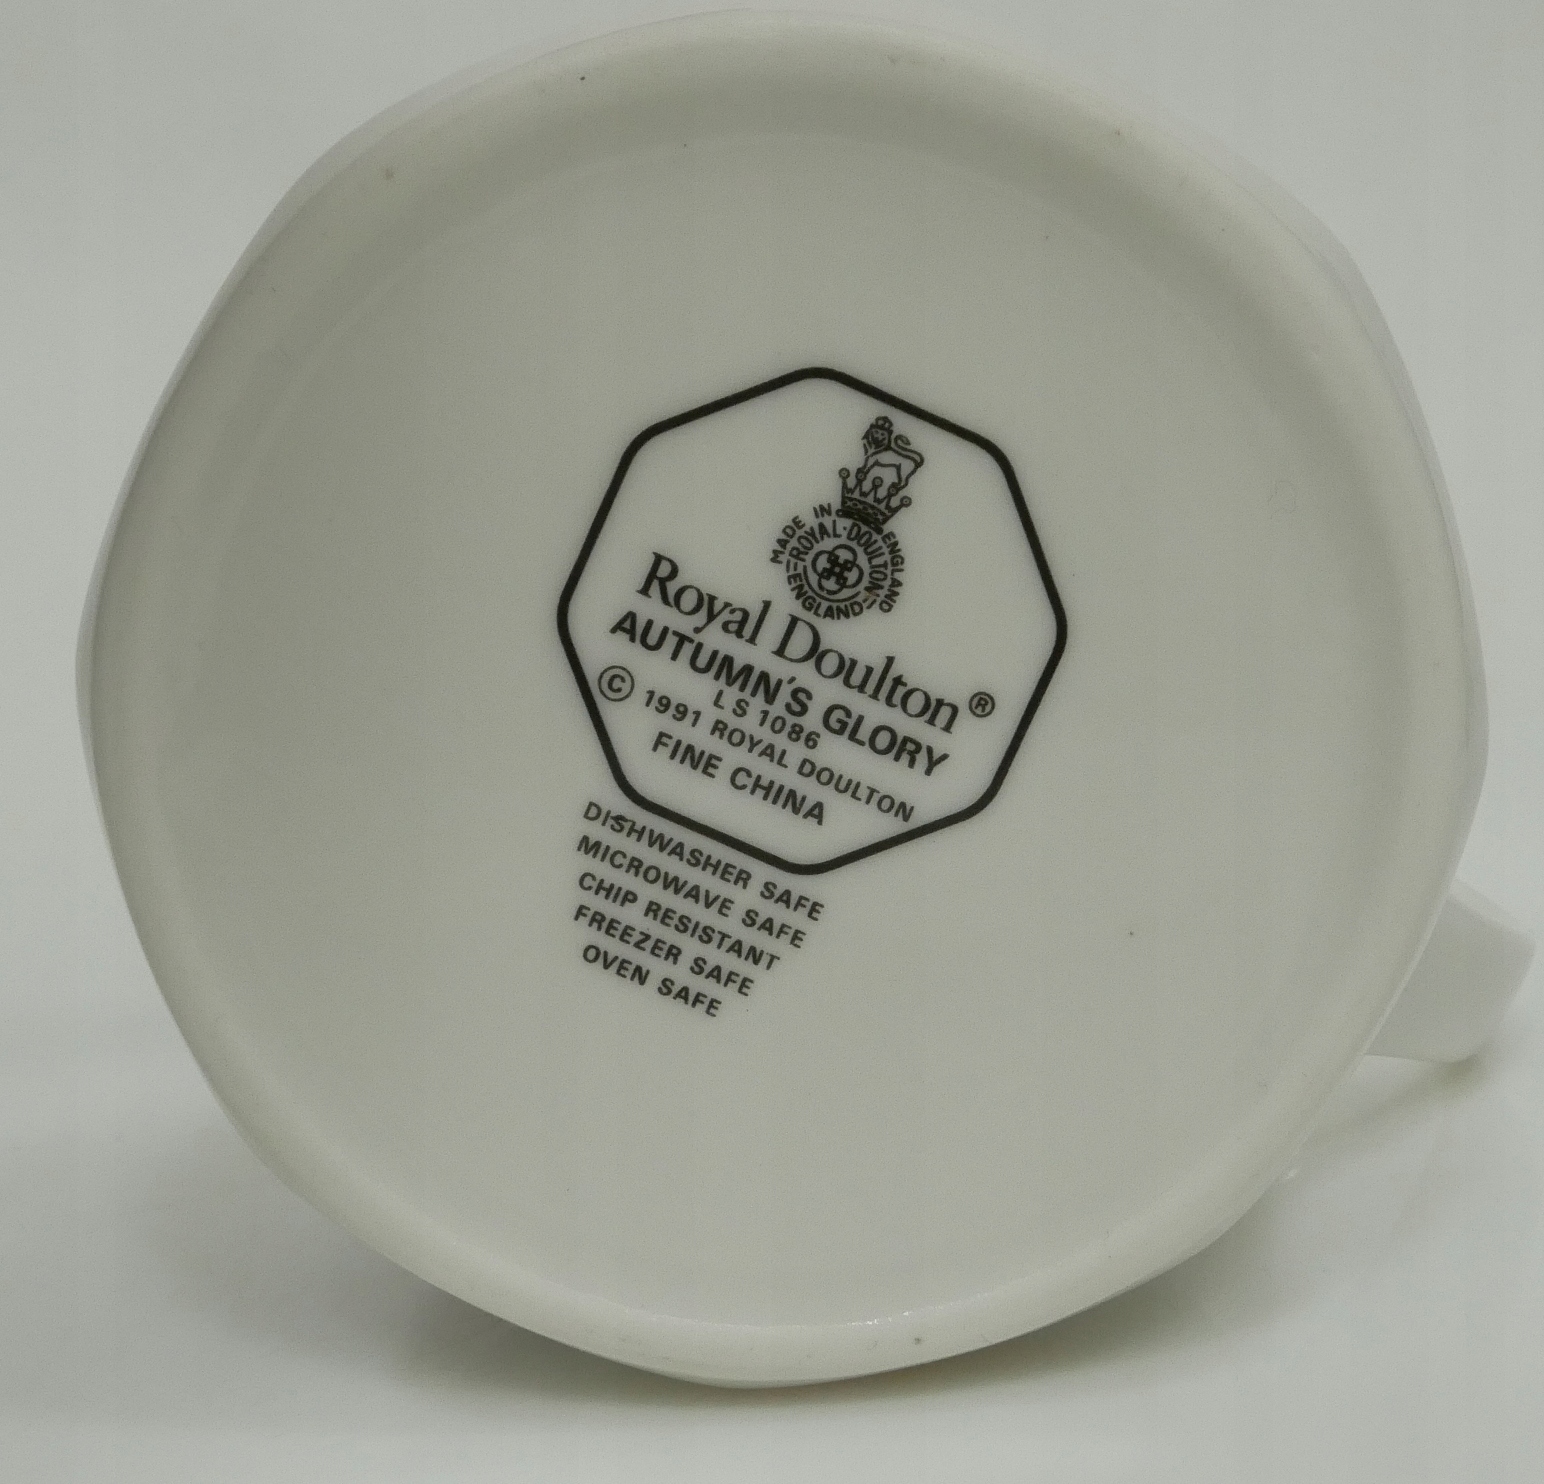 MADE IN ENGLAND
ROYAL·DOULTON
ENGLAND
Royal Doulton®
AUTUMN'S GLORY
LS 1086
© 1991 ROYAL DOULTON
FINE CHINA
DISHWASHER SAFE
MICROWAVE SAFE
CHIP RESISTANT
FREEZER SAFE
OVEN SAFE